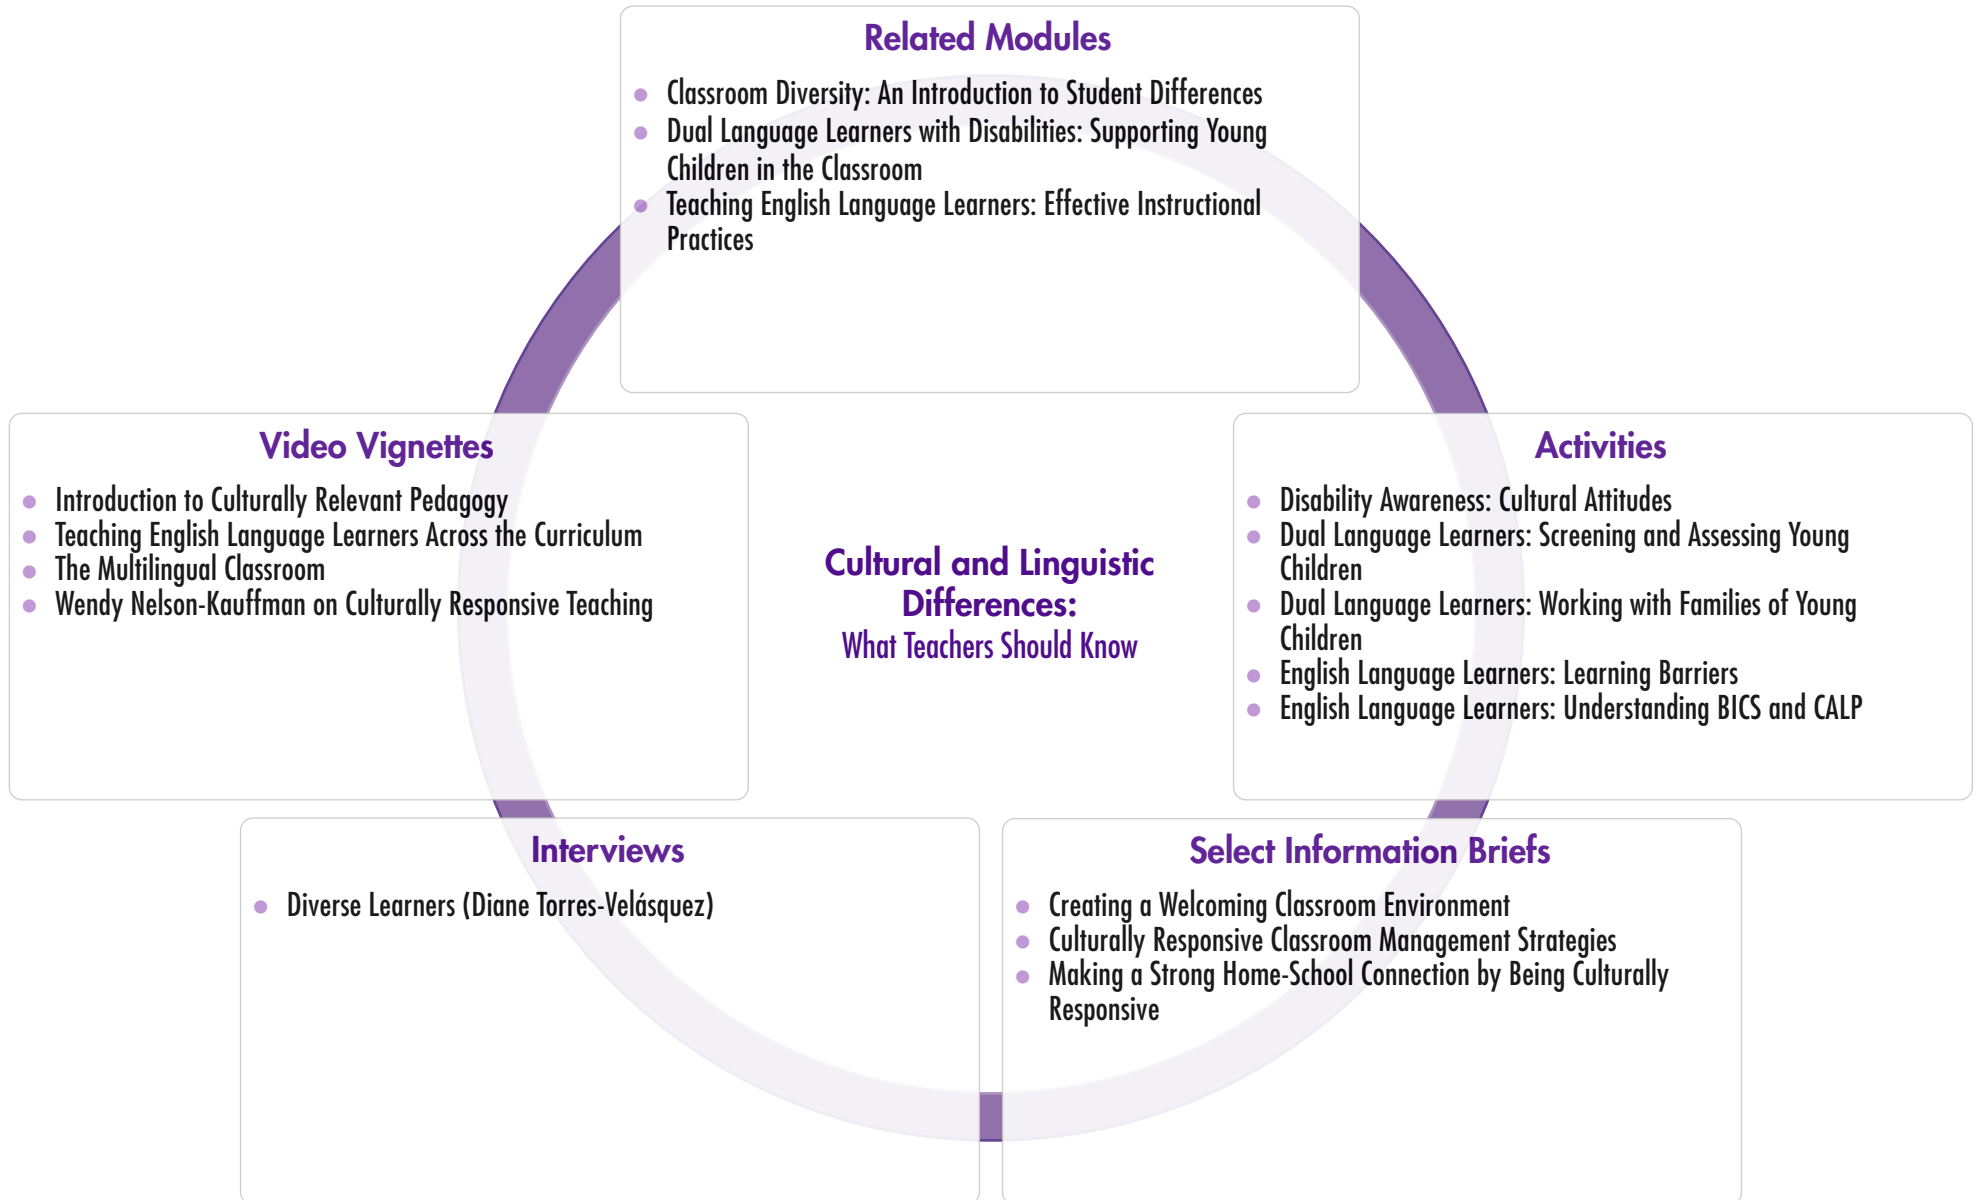 Related Modules
Classroom Diversity: An Introduction to Student Differences
Dual Language Learners with Disabilities: Supporting Young
Children in the Classroom
Teaching English Language Learners: Effective Instructional
Practices
Video Vignettes
Introduction to Culturally Relevant Pedagogy
Teaching English Language Learners Across the Curriculum
The Multilingual Classroom
Wendy Nelson-Kauffman on Culturally Responsive Teaching
Cultural and Linguistic
Differences:
What Teachers Should Know
Activities
Disability Awareness: Cultural Attitudes
Dual Language Learners: Screening and Assessing Young
Children
Dual Language Learners: Working with Families of Young
Children
English Language Learners: Learning Barriers
English Language Learners: Understanding BICS and CALP
Interviews
Diverse Learners (Diane Torres-Velásquez)
Select Information Briefs
Creating a Welcoming Classroom Environment
Culturally Responsive Classroom Management Strategies
Making a Strong Home-School Connection by Being Culturally
Responsive